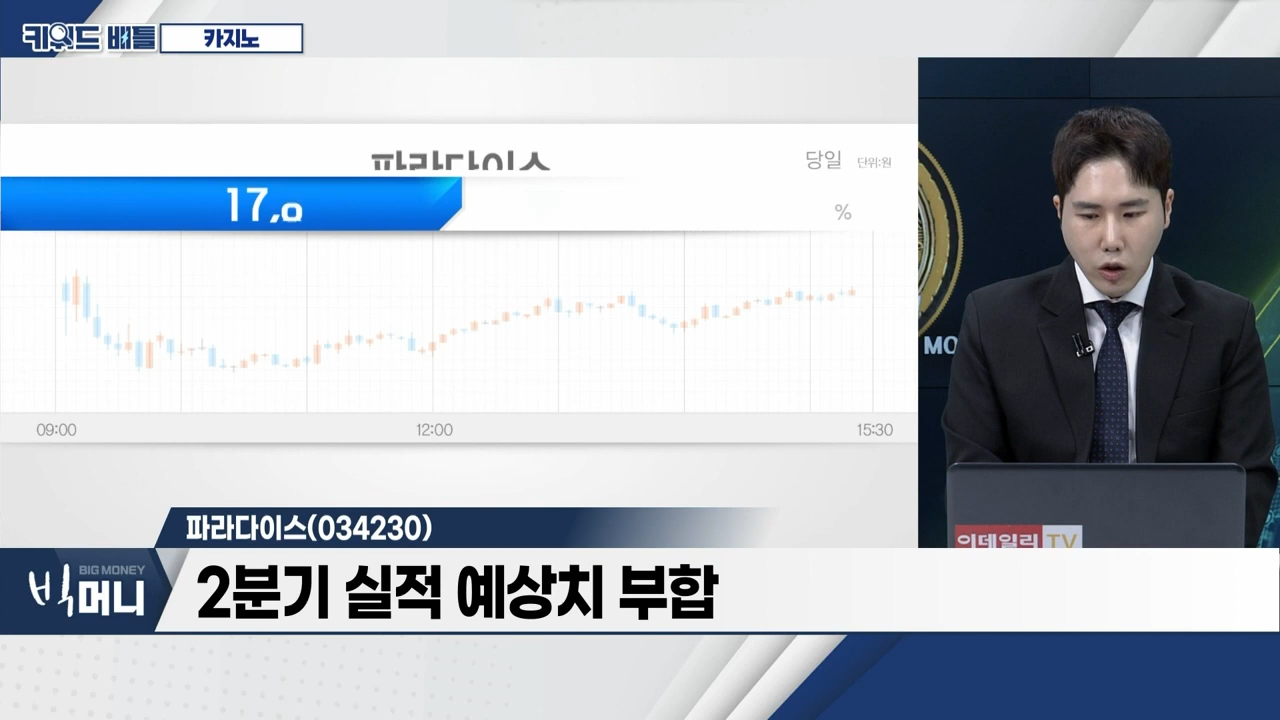 키워드 배틀
카지노
파라다이스
당일 단위:원
17,
%
MO
09:00 12:00 15:30
파라다이스(034230)
이데일리TV
BIG MONEY
빅머니
2분기 실적 예상치 부합